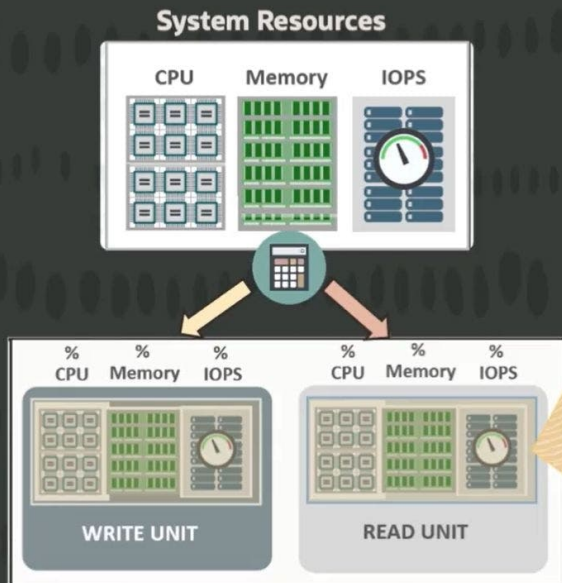 System Resources
CPU Memory IOPS
% % % % % %
CPU Memory IOPS CPU Memory IOPS
WRITE UNIT READ UNIT